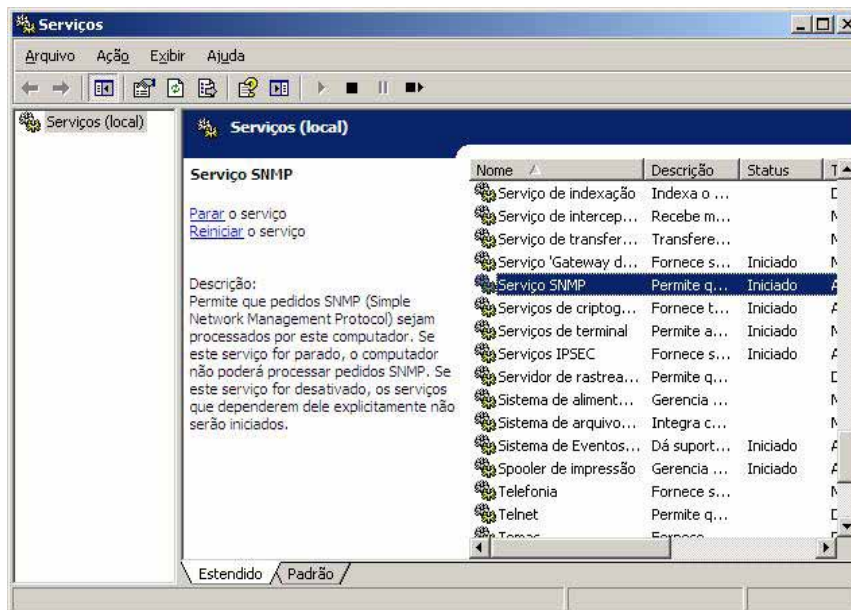 Serviços
Arquivo Ação Exibir Ajuda
Serviços (local)
Serviços (local)
Serviço SNMP
Parar o serviço
Reiniciar o serviço
Descrição:
Permite que pedidos SNMP (Simple
Network Management Protocol) sejam
processados por este computador. Se
este serviço for parado, o computador
não poderá processar pedidos SNMP. Se
este serviço for desativado, os serviços
que dependerem dele explicitamente não
serão iniciados.
Nome Descrição Status T
Serviço de indexação Indexa o ... D
Serviço de intercep... Recebe m... M
Serviço de transfer... Transfere... M
Serviço 'Gateway d... Fornece s... Iniciado M
Serviço SNMP Permite q... Iniciado A
Serviços de criptog... Fornece t... Iniciado A
Serviços de terminal Permite a... Iniciado M
Serviços IPSEC Fornece s... Iniciado A
Servidor de rastrea... Permite q... D
Sistema de aliment... Gerencia ... M
Sistema de arquivo... Integra c... M
Sistema de Eventos... Dá suport... Iniciado A
Spooler de impressão Gerencia ... Iniciado A
Telefonia Fornece s... M
Telnet Permite q... D
Temas Fornece
Estendido Padrão